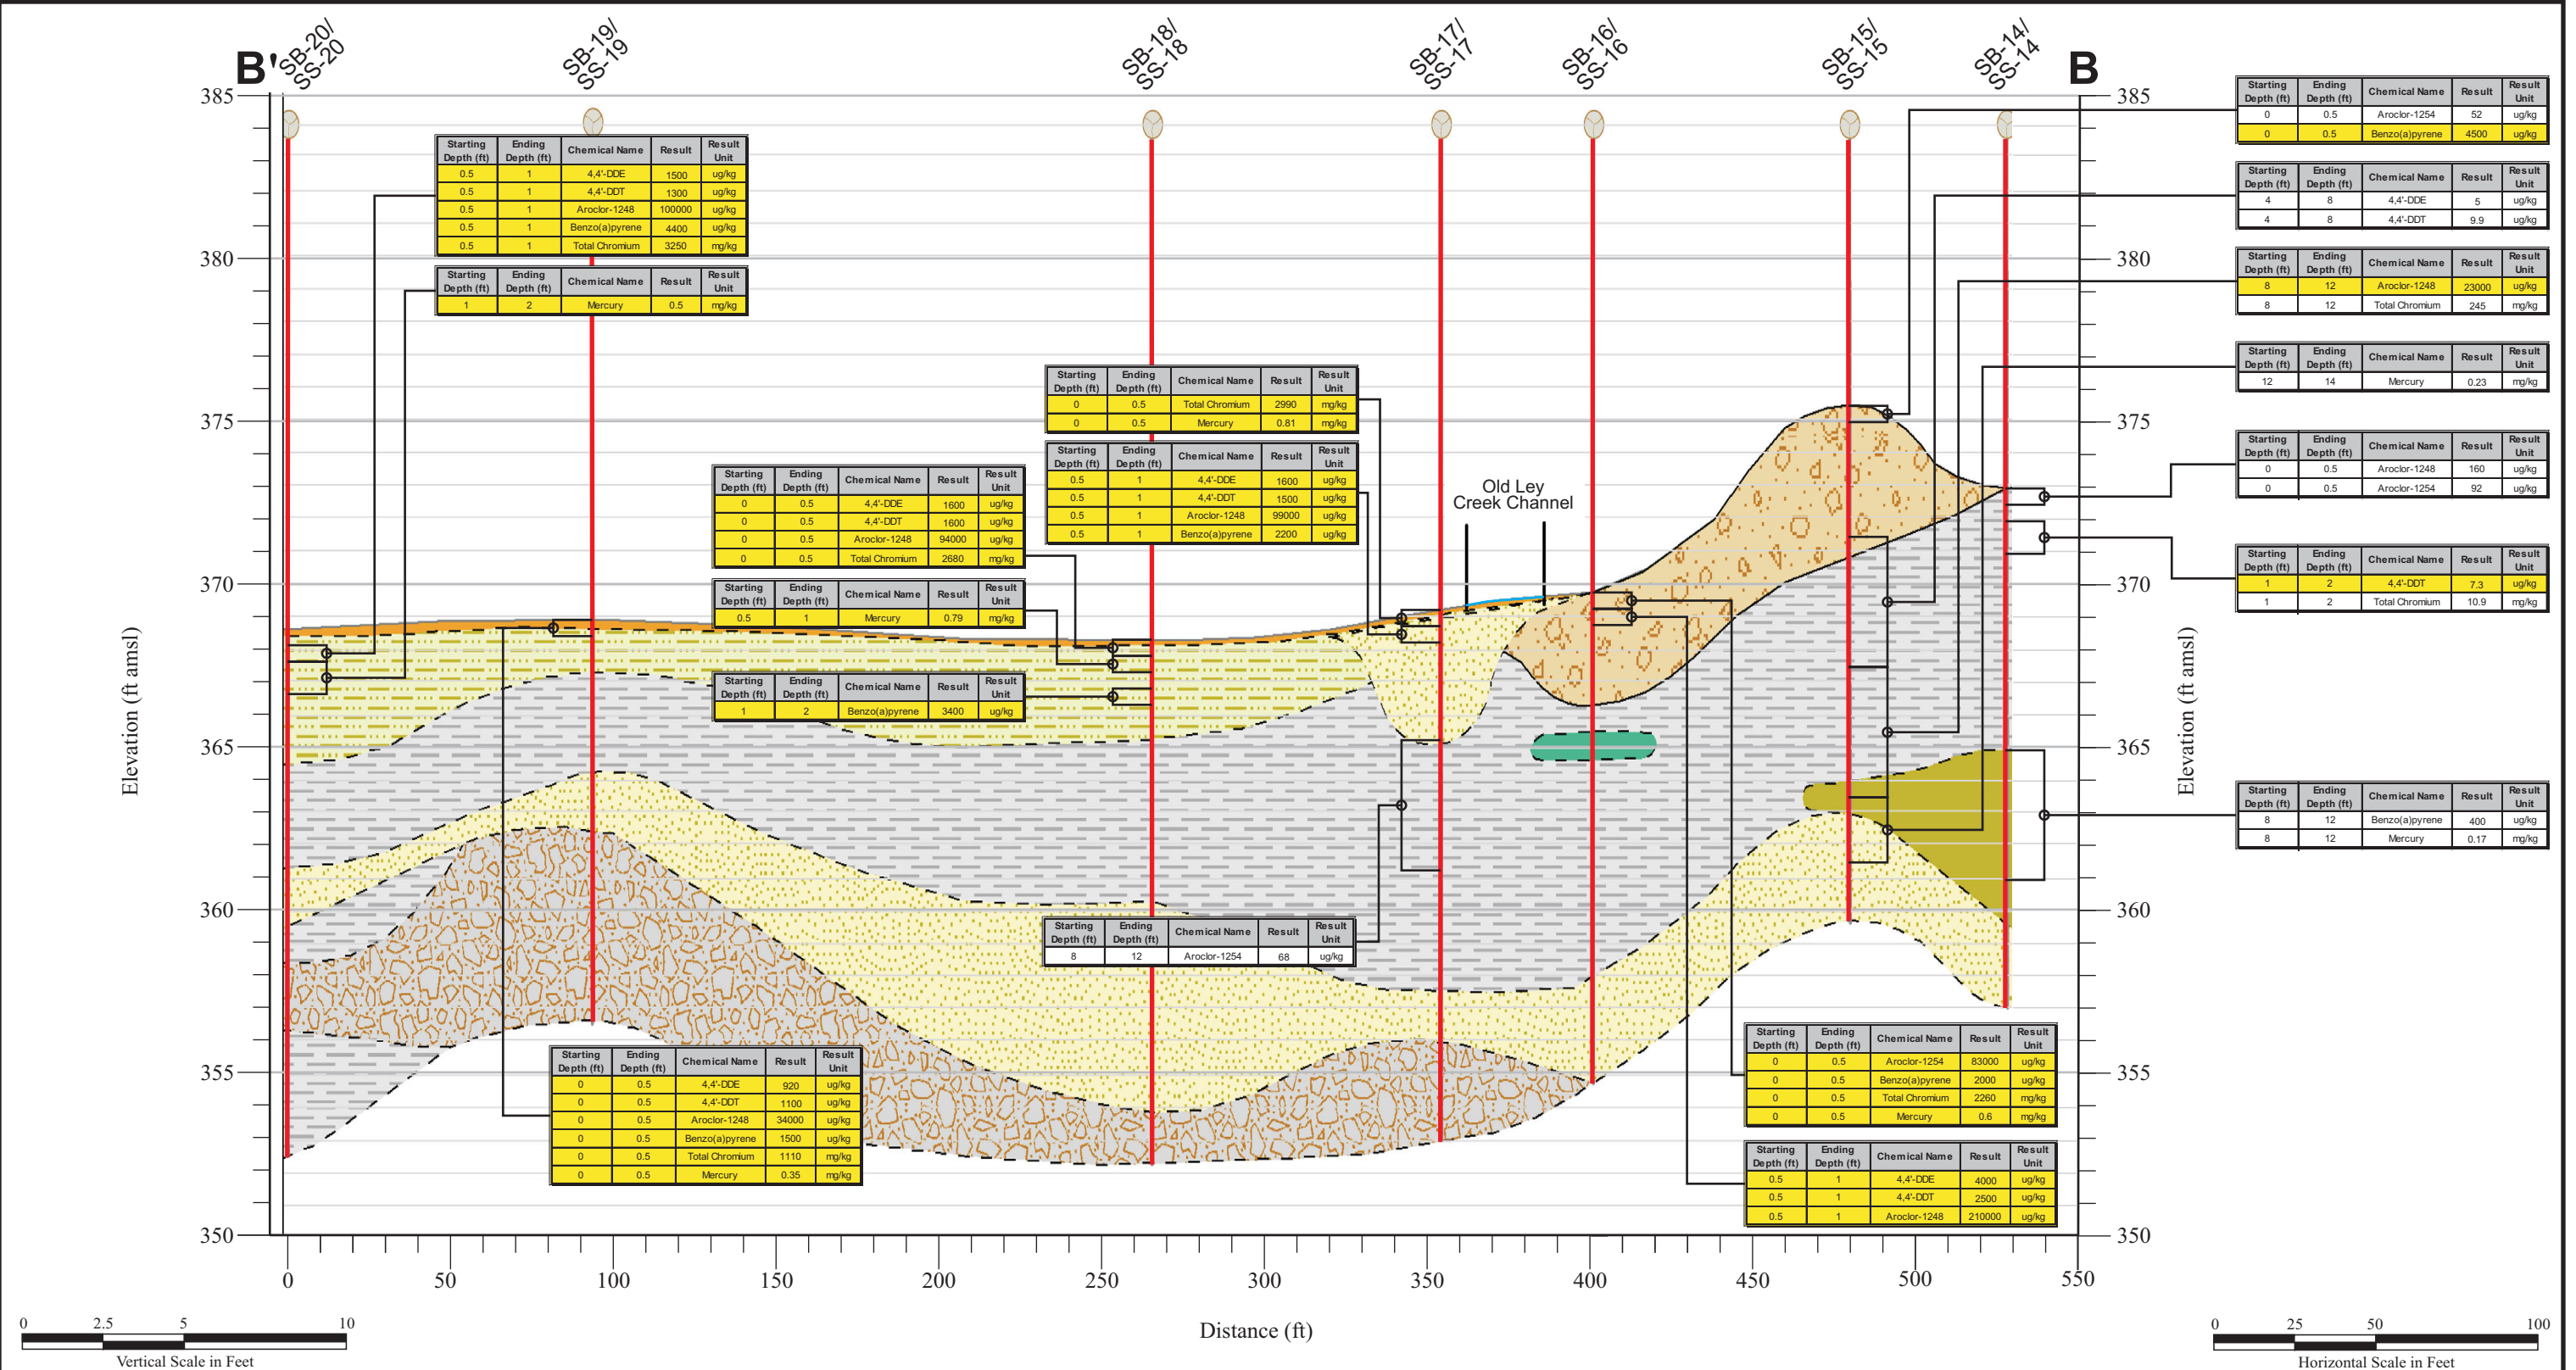 B'
SB-20/
SS-20
SB-19/
SS-19
SB-18/
SS-18
SB-17/
SS-17
SB-16/
SS-16
SB-15/
SS-15
SB-14/
SS-14
B
385
380
375
370
365
360
355
350
Elevation (ft amsl)
Starting Depth (ft) Ending Depth (ft) Chemical Name Result Result Unit
0.5 1 4,4'-DDE 1500 ug/kg
0.5 1 4,4'-DDT 1300 ug/kg
0.5 1 Aroclor-1248 100000 ug/kg
0.5 1 Benzo(a)pyrene 4400 ug/kg
0.5 1 Total Chromium 3250 mg/kg
Starting Depth (ft) Ending Depth (ft) Chemical Name Result Result Unit
1 2 Mercury 0.5 mg/kg
Starting Depth (ft) Ending Depth (ft) Chemical Name Result Result Unit
0 0.5 4,4'-DDE 1600 ug/kg
0 0.5 4,4'-DDT 1600 ug/kg
0 0.5 Aroclor-1248 94000 ug/kg
0 0.5 Total Chromium 2680 mg/kg
Starting Depth (ft) Ending Depth (ft) Chemical Name Result Result Unit
0.5 1 Mercury 0.79 mg/kg
Starting Depth (ft) Ending Depth (ft) Chemical Name Result Result Unit
1 2 Benzo(a)pyrene 3400 ug/kg
Starting Depth (ft) Ending Depth (ft) Chemical Name Result Result Unit
0 0.5 Total Chromium 2990 mg/kg
0 0.5 Mercury 0.81 mg/kg
Starting Depth (ft) Ending Depth (ft) Chemical Name Result Result Unit
0.5 1 4,4'-DDE 1600 ug/kg
0.5 1 4,4'-DDT 1500 ug/kg
0.5 1 Aroclor-1248 99000 ug/kg
0.5 1 Benzo(a)pyrene 2200 ug/kg
Old Ley
Creek Channel
Starting Depth (ft) Ending Depth (ft) Chemical Name Result Result Unit
8 12 Aroclor-1254 68 ug/kg
Starting Depth (ft) Ending Depth (ft) Chemical Name Result Result Unit
0 0.5 4,4'-DDE 920 ug/kg
0 0.5 4,4'-DDT 1100 ug/kg
0 0.5 Aroclor-1248 34000 ug/kg
0 0.5 Benzo(a)pyrene 1500 ug/kg
0 0.5 Total Chromium 1110 mg/kg
0 0.5 Mercury 0.35 mg/kg
Starting Depth (ft) Ending Depth (ft) Chemical Name Result Result Unit
0 0.5 Aroclor-1254 83000 ug/kg
0 0.5 Benzo(a)pyrene 2000 ug/kg
0 0.5 Total Chromium 2260 mg/kg
0 0.5 Mercury 0.6 mg/kg
Starting Depth (ft) Ending Depth (ft) Chemical Name Result Result Unit
0.5 1 4,4'-DDE 4000 ug/kg
0.5 1 4,4'-DDT 2500 ug/kg
0.5 1 Aroclor-1248 210000 ug/kg
385
380
375
370
365
360
355
350
Elevation (ft amsl)
Starting Depth (ft) Ending Depth (ft) Chemical Name Result Result Unit
0 0.5 Aroclor-1254 52 ug/kg
0 0.5 Benzo(a)pyrene 4500 ug/kg
Starting Depth (ft) Ending Depth (ft) Chemical Name Result Result Unit
4 8 4,4'-DDE 5 ug/kg
4 8 4,4'-DDT 9.9 ug/kg
Starting Depth (ft) Ending Depth (ft) Chemical Name Result Result Unit
8 12 Aroclor-1248 23000 ug/kg
8 12 Total Chromium 245 mg/kg
Starting Depth (ft) Ending Depth (ft) Chemical Name Result Result Unit
12 14 Mercury 0.23 mg/kg
Starting Depth (ft) Ending Depth (ft) Chemical Name Result Result Unit
0 0.5 Aroclor-1248 160 ug/kg
0 0.5 Aroclor-1254 92 ug/kg
Starting Depth (ft) Ending Depth (ft) Chemical Name Result Result Unit
1 2 4,4'-DDT 7.3 ug/kg
1 2 Total Chromium 10.9 mg/kg
Starting Depth (ft) Ending Depth (ft) Chemical Name Result Result Unit
8 12 Benzo(a)pyrene 400 ug/kg
8 12 Mercury 0.17 mg/kg
0 50 100 150 200 250 300 350 400 450 500 550
Distance (ft)
0 2.5 5 10
Vertical Scale in Feet
0 25 50 100
Horizontal Scale in Feet